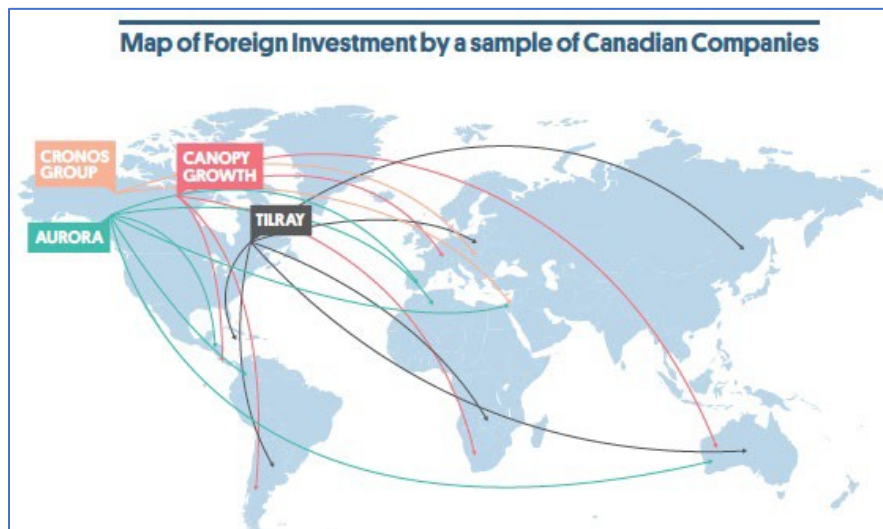 Map of Foreign Investment by a sample of Canadian Companies
CRONOS
GROUP
CANOPY
GROWTH
TILRAY
AURORA